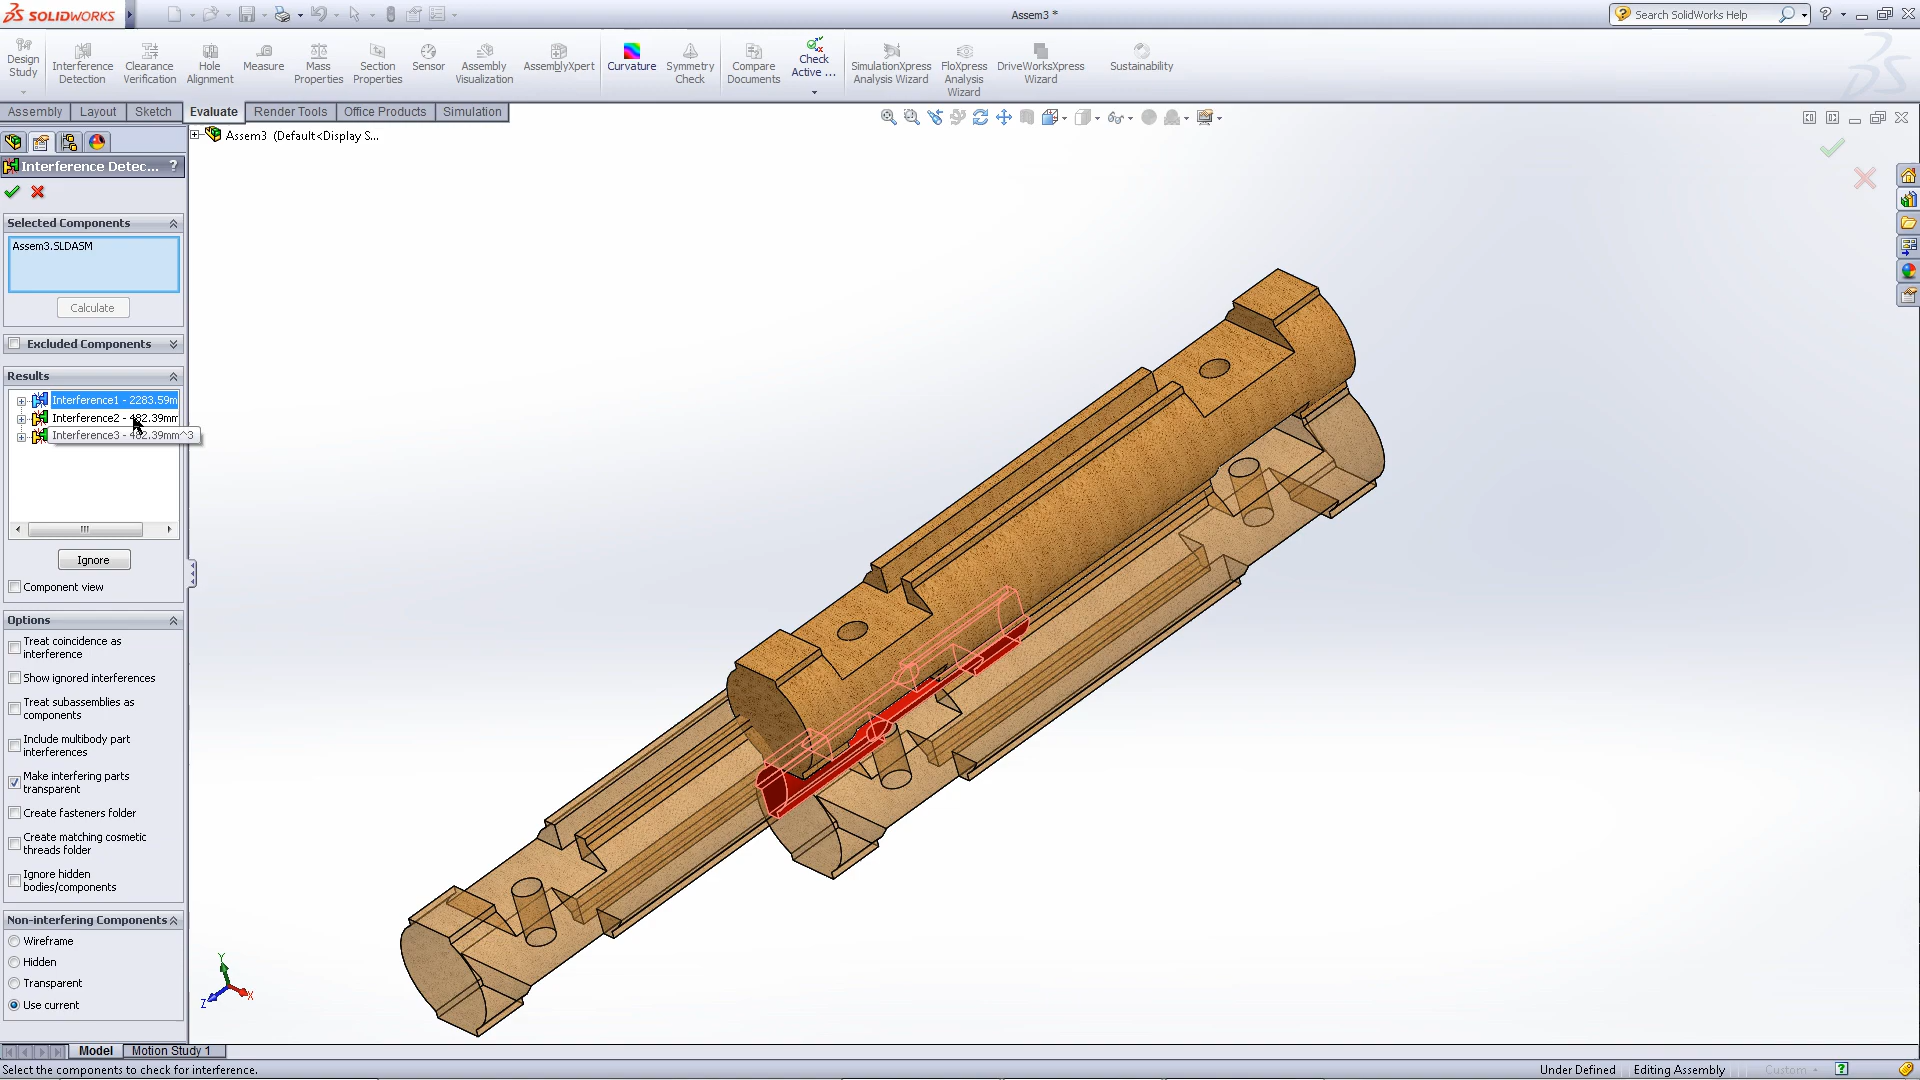 SOLIDWORKS
Assem3 *
Search SolidWorks Help
Design Study
Interference Detection
Clearance Verification
Hole Alignment
Measure
Mass Properties
Section Properties
Sensor
Assembly Visualization
AssemblyXpert
Curvature
Symmetry Check
Compare Documents
Check Active ...
SimulationXpress Analysis Wizard
FloXpress Analysis Wizard
DriveWorksXpress Wizard
Sustainability
Assembly
Layout
Sketch
Evaluate
Render Tools
Office Products
Simulation
Assem3 (Default<Display S...
Interference Detec... ?
Selected Components
Assem3.SLDASM
Calculate
Excluded Components
Results
Interference1 - 2283.59m
Interference2 - 482.39mm
Interference3 - 482.39mm^3
Ignore
Component view
Options
Treat coincidence as
interference
Show ignored interferences
Treat subassemblies as
components
Include multibody part
interferences
Make interfering parts
transparent
Create fasteners folder
Create matching cosmetic
threads folder
Ignore hidden
bodies/components
Non-interfering Components
Wireframe
Hidden
Transparent
Use current
Y
X
Z
Model
Motion Study 1
Select the components to check for interference.
Under Defined
Editing Assembly
Custom